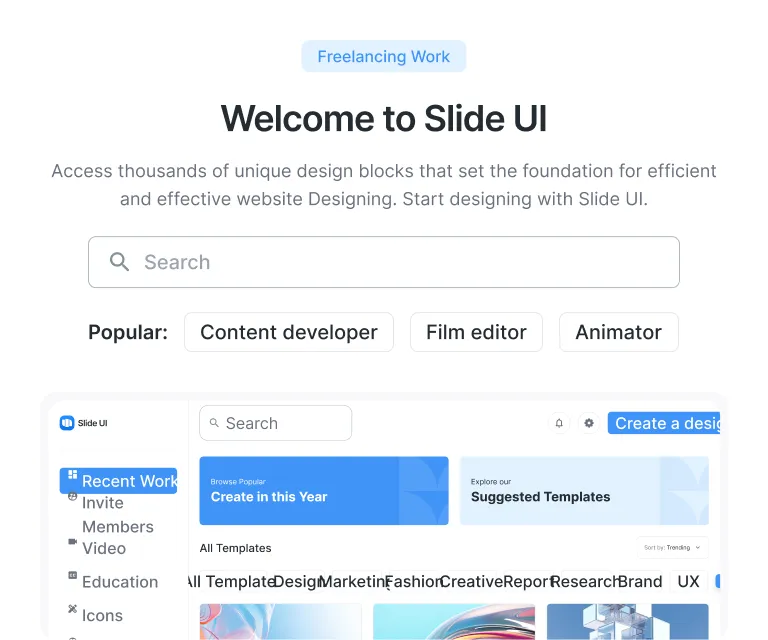 Freelancing Work
Welcome to Slide UI
Access thousands of unique design blocks that set the foundation for efficient
and effective website Designing. Start designing with Slide UI.
Search
Popular: Content developer Film editor Animator
Slide UI
Search
Create a desig
Recent Work
Invite
Members
Video
Education
Icons
Browse Popular
Create in this Year
Explore our
Suggested Templates
All Templates
Sort by: Trending
All Template Design Marketing Fashion Creative Report Research Brand UX